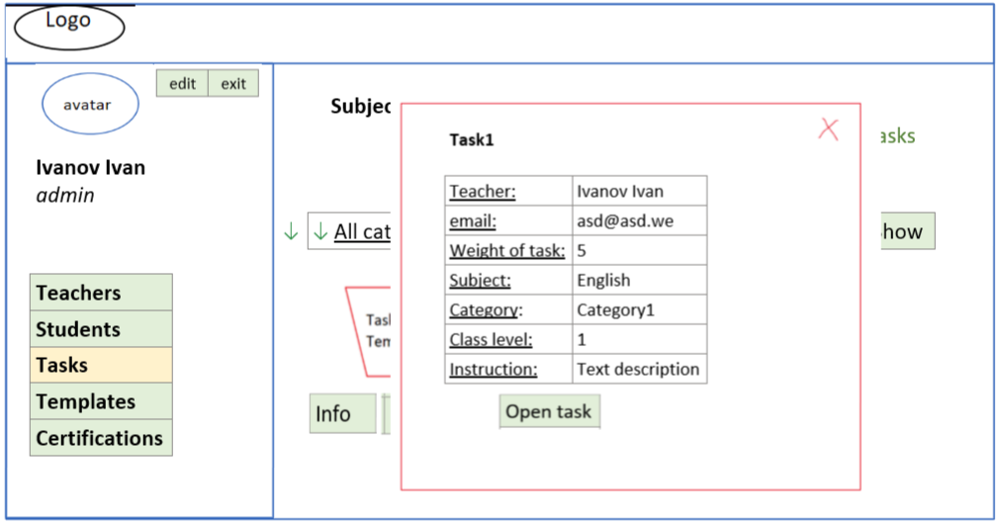 Logo
edit exit
avatar
Ivanov Ivan
admin
Teachers
Students
Tasks
Templates
Certifications
Subjec
asks
↓ ↓ All cat
how
Tas
Tem
Info
Task1 X
Teacher: Ivanov Ivan
email: asd@asd.we
Weight of task: 5
Subject: English
Category: Category1
Class level: 1
Instruction: Text description
Open task